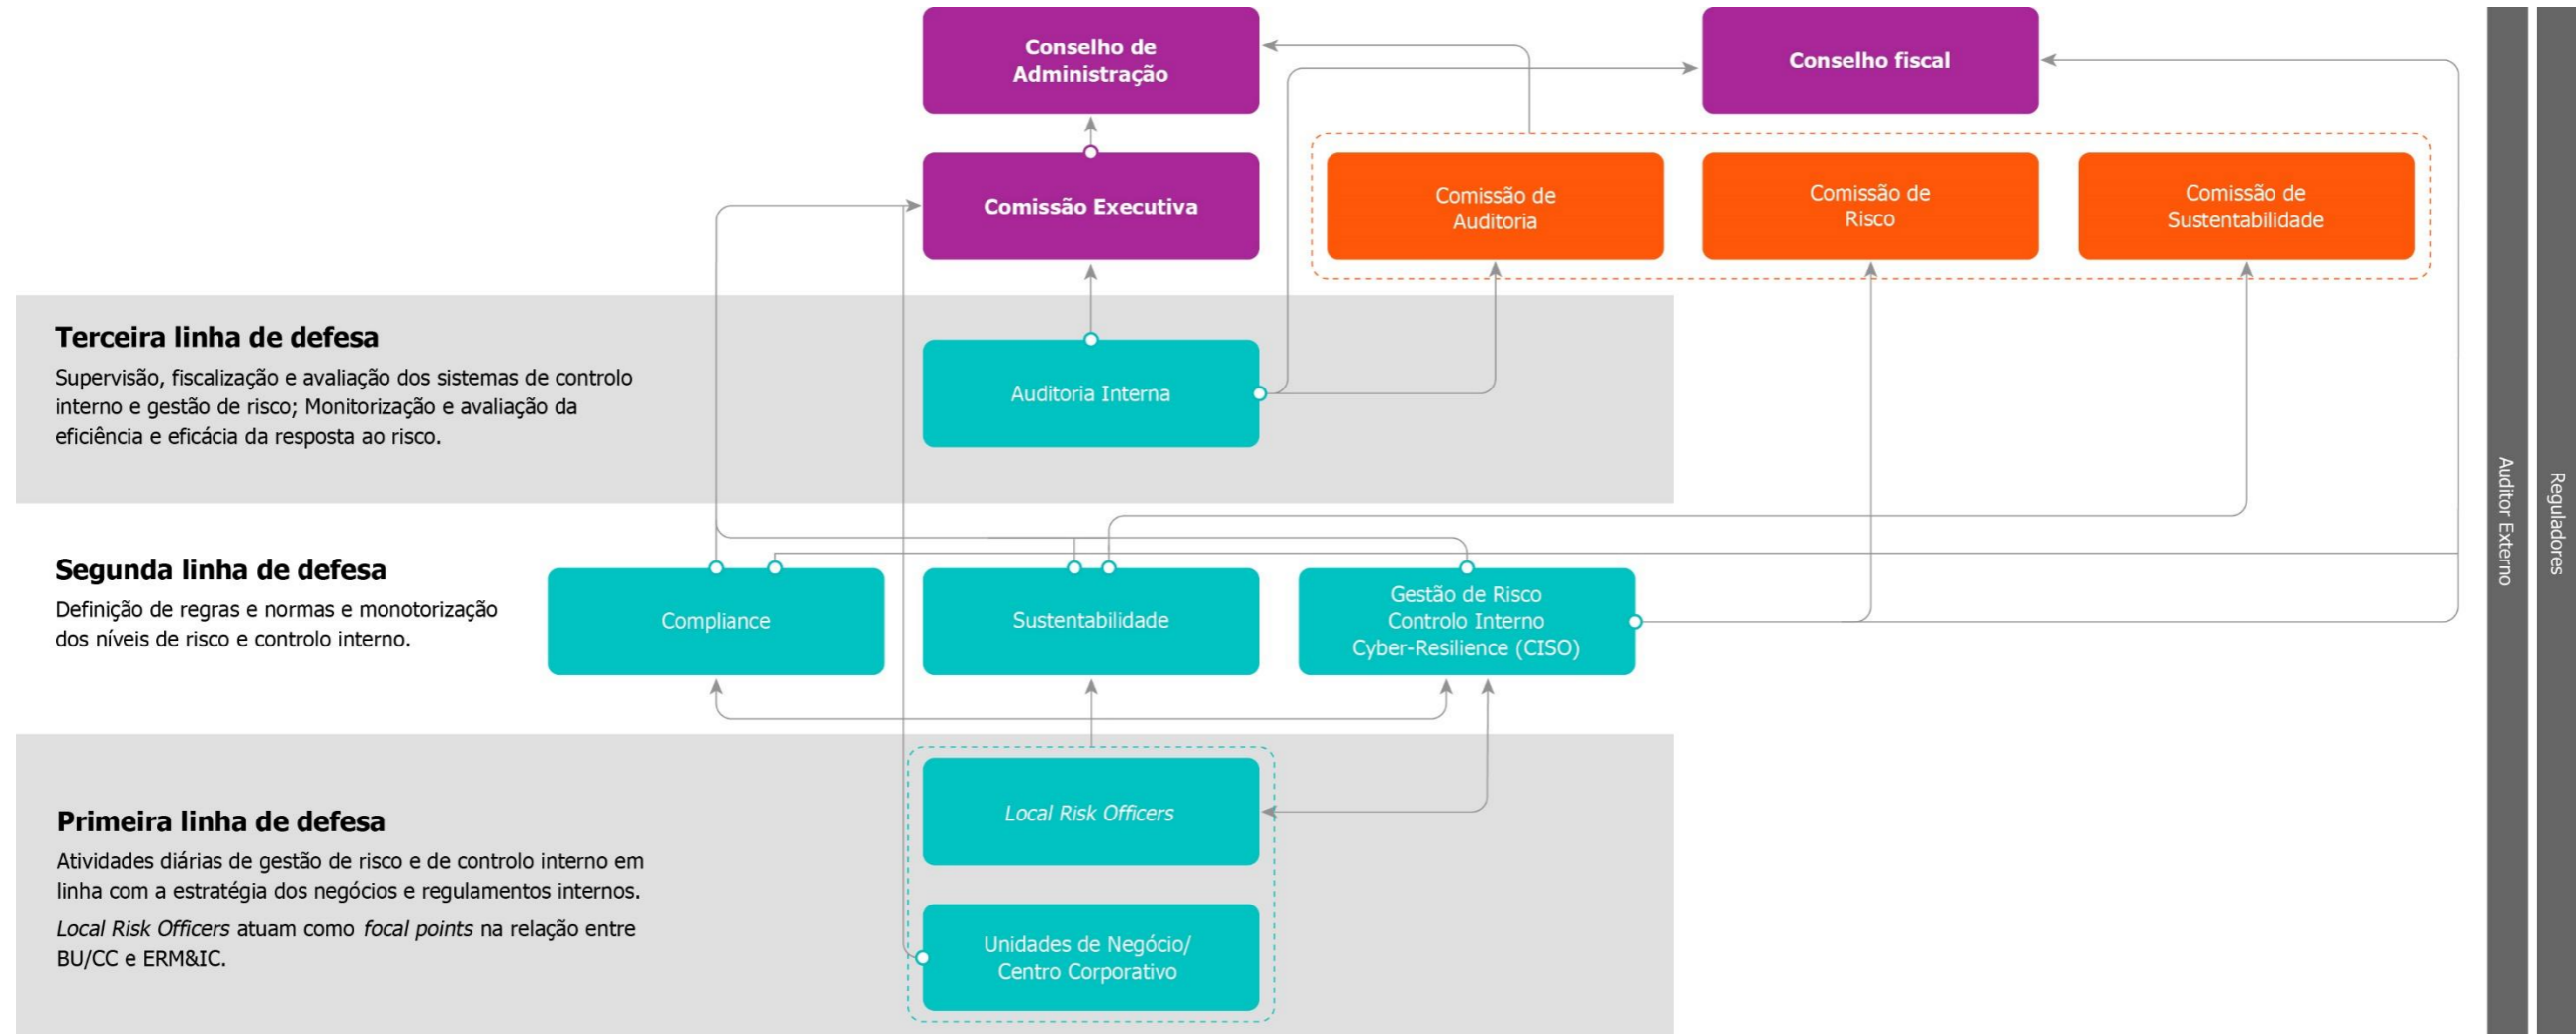 Conselho de
Administração
Conselho fiscal
Comissão Executiva
Comissão de
Auditoria
Comissão de
Risco
Comissão de
Sustentabilidade
Terceira linha de defesa
Supervisão, fiscalização e avaliação dos sistemas de controlo
interno e gestão de risco; Monitorização e avaliação da
eficiência e eficácia da resposta ao risco.
Auditoria Interna
Segunda linha de defesa
Definição de regras e normas e monotorização
dos níveis de risco e controlo interno.
Compliance
Sustentabilidade
Gestão de Risco
Controlo Interno
Cyber-Resilience (CISO)
Primeira linha de defesa
Atividades diárias de gestão de risco e de controlo interno em
linha com a estratégia dos negócios e regulamentos internos.
Local Risk Officers atuam como focal points na relação entre
BU/CC e ERM&IC.
Local Risk Officers
Unidades de Negócio/
Centro Corporativo
Auditor Externo
Reguladores